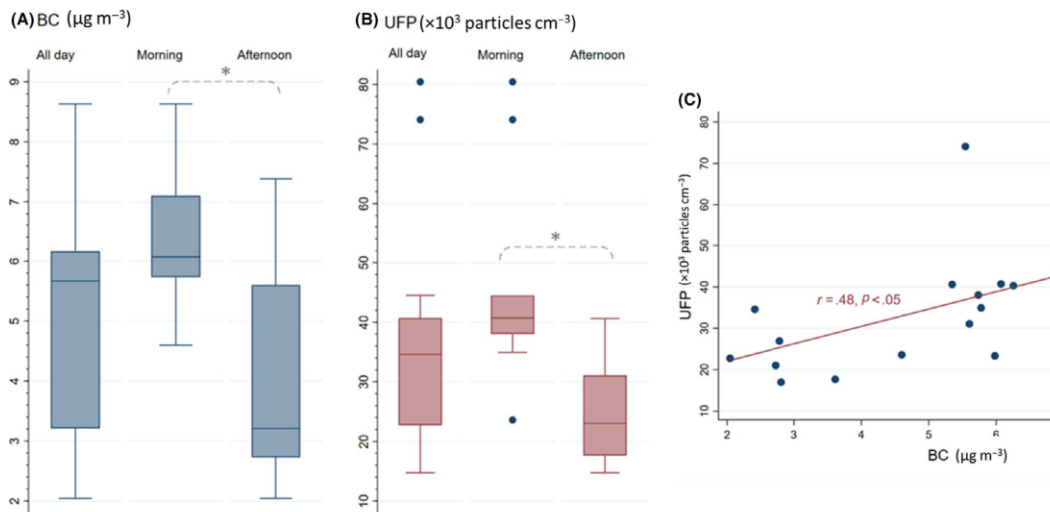 (A) BC (µg m⁻³)
All day Morning Afternoon
*
9
8
7
6
5
4
3
2
(B) UFP (×10³ particles cm⁻³)
All day Morning Afternoon
*
80
70
60
50
40
30
20
10
(C)
UFP (×10³ particles cm⁻³)
80
70
60
50
40
30
20
10
r = .48, P < .05
2 3 4 5 6
BC (µg m⁻³)